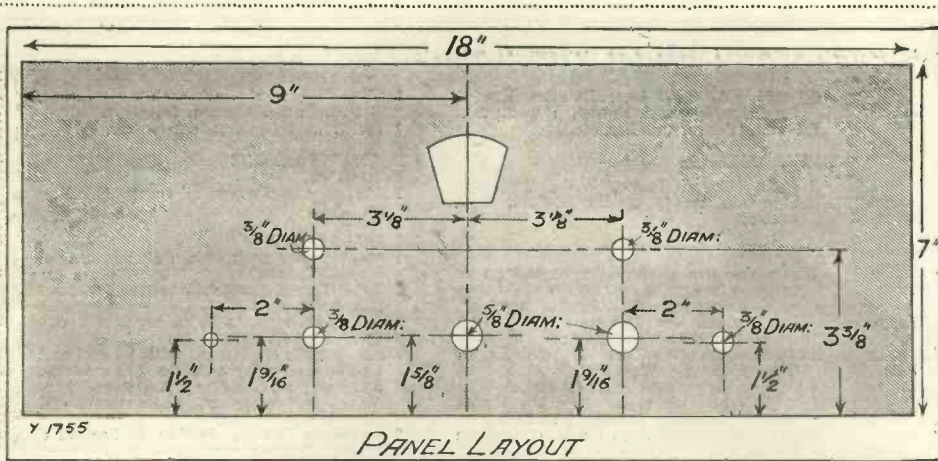 18"
9"
3 1/8" 3 1/8"
3/8" DIAM: 3/8" DIAM:
7"
2" 3/8 DIAM: 5/8" DIAM: 2" 3/8" DIAM:
3 3/8"
1 1/2" 1 9/16" 1 5/8" 1 9/16" 1 1/2"
Y 1755
PANEL LAYOUT